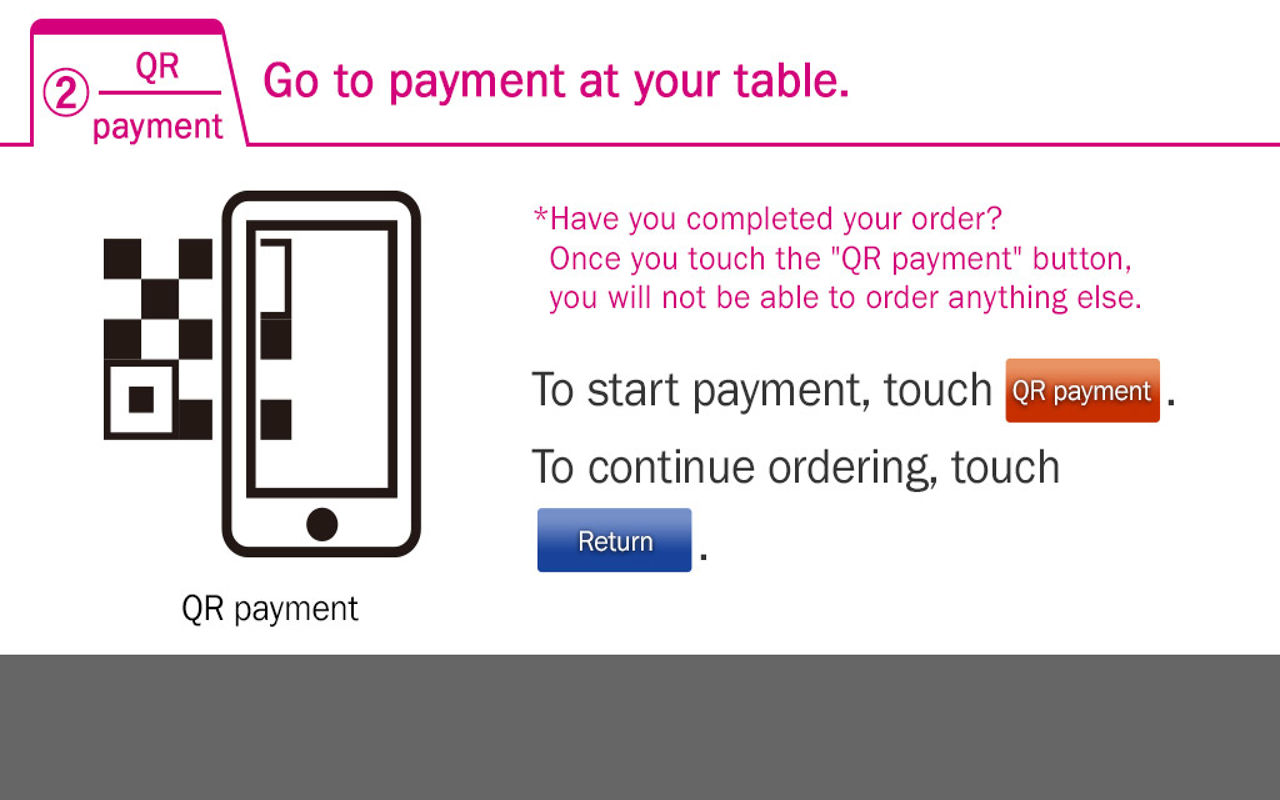 ② QR
payment
Go to payment at your table.
*Have you completed your order?
Once you touch the "QR payment" button,
you will not be able to order anything else.
To start payment, touch QR payment .
To continue ordering, touch
Return .
QR payment